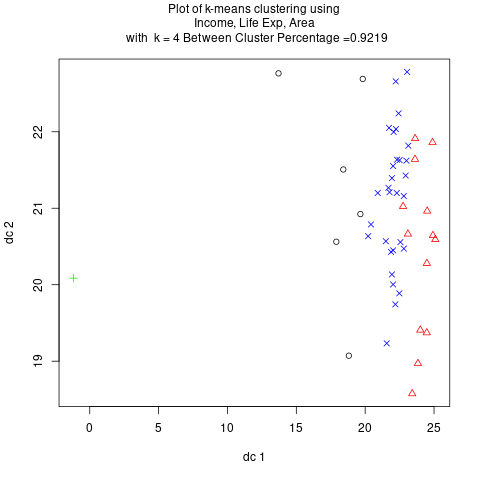 Plot of k-means clustering using
Income, Life Exp, Area
with  k = 4 Between Cluster Percentage =0.9219
22
21
20
19
dc 2
0
5
10
15
20
25
dc 1